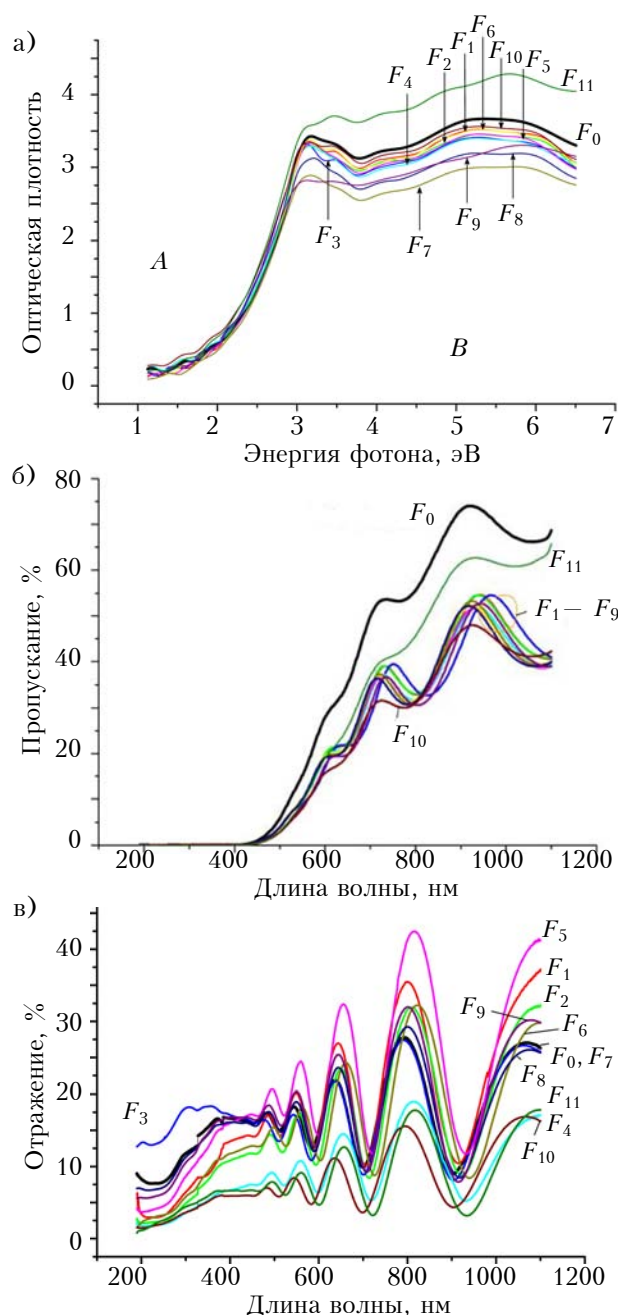 а)
Оптическая плотность
4
3
2
1
0
F6
F1
F10
F2
F5
F4
F11
F0
F3
F7
F9
F8
A
B
1 2 3 4 5 6 7
Энергия фотона, эВ
б)
Пропускание, %
80
60
40
20
0
F0
F11
F1 — F9
F10
200 400 600 800 1000 1200
Длина волны, нм
в)
Отражение, %
40
30
20
10
0
F5
F1
F2
F9
F6
F0, F7
F8
F3
F11
F4
F10
200 400 600 800 1000 1200
Длина волны, нм